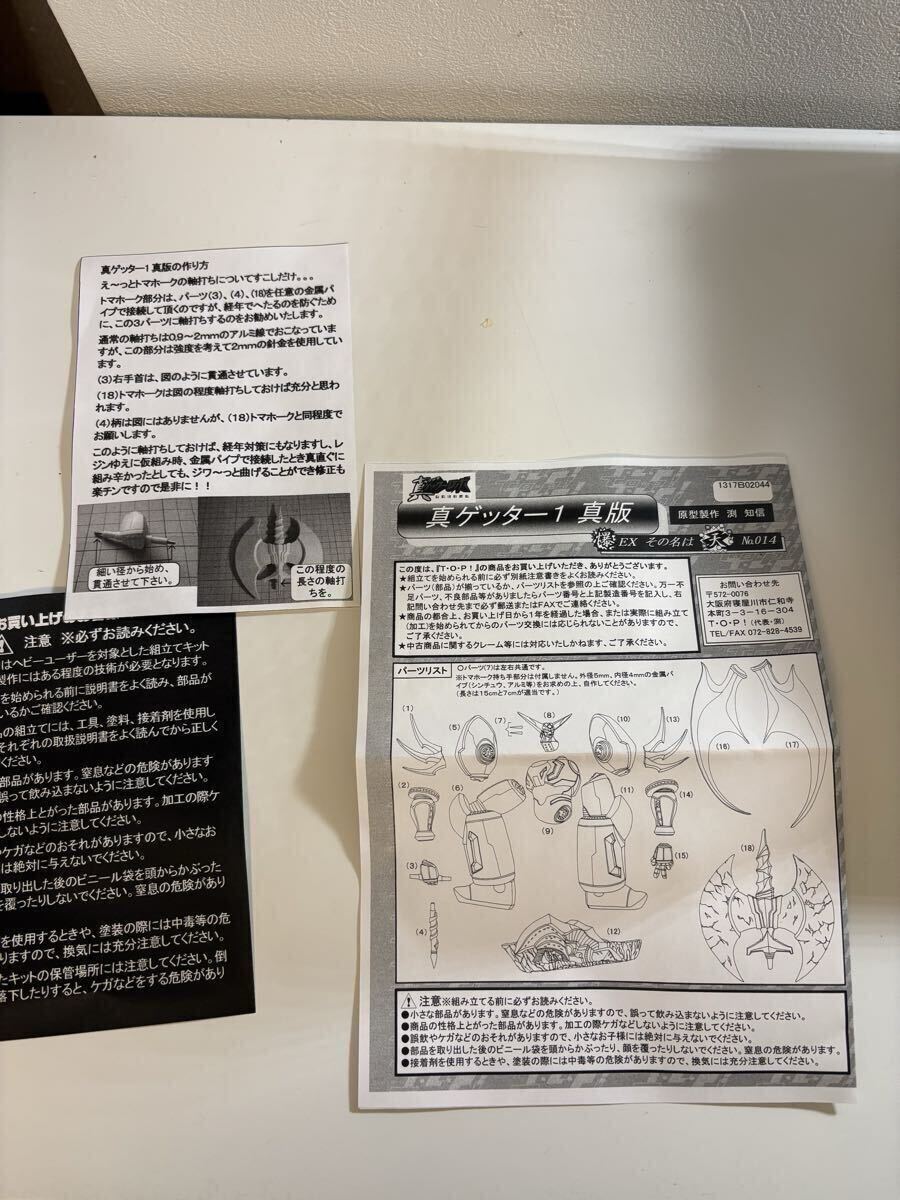 真ゲッター1 真版の作り方
え～っとトマホークの軸打ちについてすこしだけ。。。
トマホーク部分は、パーツ(3)、(4)、(18)を任意の金属パ
イプで接続して頂くのですが、経年でへたるのを防ぐため
に、この3パーツに軸打ちするのをお勧めいたします。
通常の軸打ちは0.9～2mmのアルミ線でおこなっていま
すが、この部分は強度を考えて2mmの針金を使用してい
ます。
(3)右手首は、図のように貫通させています。
(18)トマホークは図の程度軸打ちしておけば充分と思わ
れます。
(4)柄は図にはありませんが、(18)トマホークと同程度で
お願いします。
このように軸打ちしておけば、経年対策にもなりますし、レ
ジンゆえに仮組み時、金属パイプで接続したとき真直ぐに
組み辛かったとしても、ジワ～っと曲げることができ修正も
楽チンですので是非に！！
細い径から始め、
貫通させて下さい。
この程度の
長さの軸打
ちを。
お買い上げ
注意 ※必ずお読みください。
はヘビーユーザーを対象とした組立てキット
製作にはある程度の技術が必要となります。
を始められる前に説明書をよく読み、部品が
いるかご確認ください。
の組立てには、工具、塗料、接着剤を使用し
それぞれの取扱説明書をよく読んでから正しく
ください。
部品があります。窒息などの危険があります
誤って飲み込まないように注意してください。
性格上とがった部品があります。加工の際ケ
しないように注意してください。
やケガなどのおそれがありますので、小さなお
は絶対に与えないでください。
取り出した後のビニール袋を頭からかぶった
を覆ったりしないでください。窒息の危険があり
を使用するときや、塗装の際には中毒等の危
りますので、換気には充分注意してください。
たキットの保管場所には注意してください。倒
落下したりすると、ケガなどをする危険があり
1317B02044
真ゲッター1 真版
原型製作 渕 知信
爆 EX その名は 天 №014
この度は、『T・O・P！』の商品をお買い上げいただき、ありがとうございます。
★組立てを始められる前に必ず別紙注意書きをよくお読みください。
★パーツ(部品)が揃っているか、パーツリストを参照の上ご確認ください。万一不
足パーツ、不良部品等がありましたらパーツ番号と上記製造番号を記入し、右
記問い合わせ先まで必ず郵送またはFAXでご連絡ください。
★商品の都合上、お買い上げ日から1年を経過した場合、または実際に組み立て
(加工)を始められてからのパーツ交換には応じられないことがありますので、
ご了承ください。
★中古商品に関するクレーム等には対応いたしかねます、ご了承ください。
お問い合わせ先
〒572-0076
大阪府寝屋川市仁和寺
本町3-3-16-304
T・O・P！ (代表・渕)
TEL/FAX 072-828-4539
パーツリスト
○パーツ(7)は左右共通です。
※トマホーク持ち手部分は付属しません。外径5mm、内径4mmの金属パ
イプ(シンチュウ、アルミ等)をお求めの上、自作してください。
(長さは15cmと7cmが適当です。)
(1)
(5)
(7)
(8)
(10)
(13)
(16)
(17)
(2)
(6)
(9)
(11)
(14)
(3)
(15)
(18)
(4)
(12)
注意※組み立てる前に必ずお読みください。
●小さな部品があります。窒息などの危険がありますので、誤って飲み込まないように注意してください。
●商品の性格上とがった部品があります。加工の際ケガなどしないように注意してください。
●誤飲やケガなどのおそれがありますので、小さなお子様には絶対に与えないでください。
●部品を取り出した後のビニール袋を頭からかぶったり、顔を覆ったりしないでください。窒息の危険があります。
●接着剤を使用するときや、塗装の際には中毒等の危険がありますので、換気には充分注意してください。